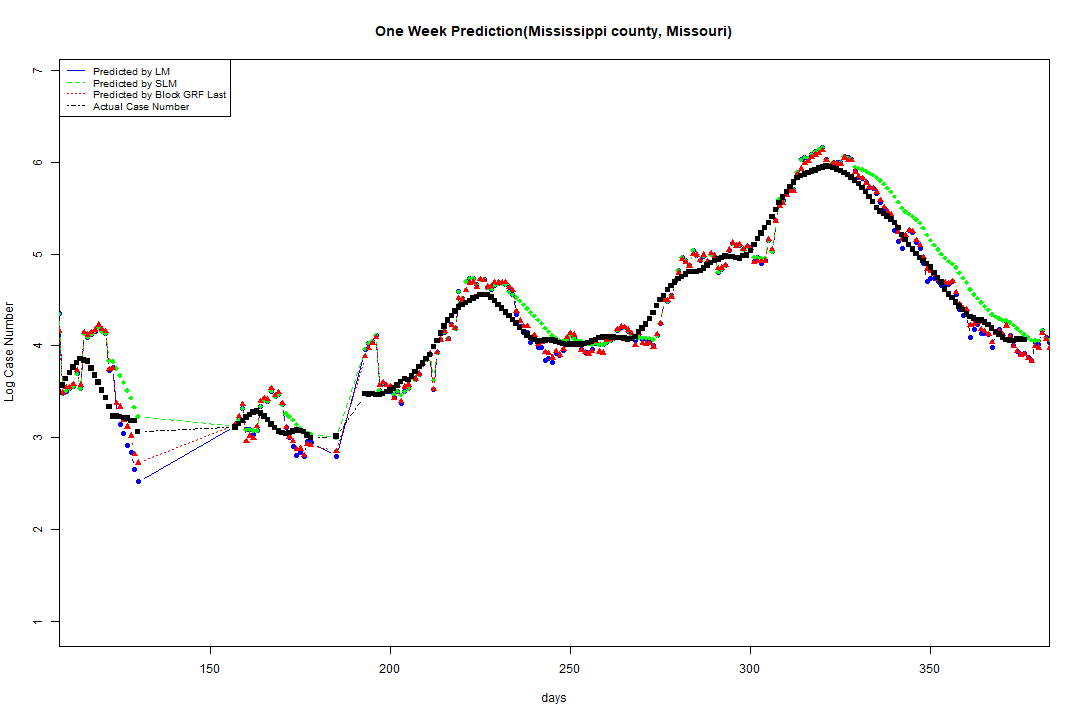 One Week Prediction(Mississippi county, Missouri)
Predicted by LM
Predicted by SLM
Predicted by Block GRF Last
Actual Case Number
Log Case Number
7
6
5
4
3
2
1
150 200 250 300 350
days